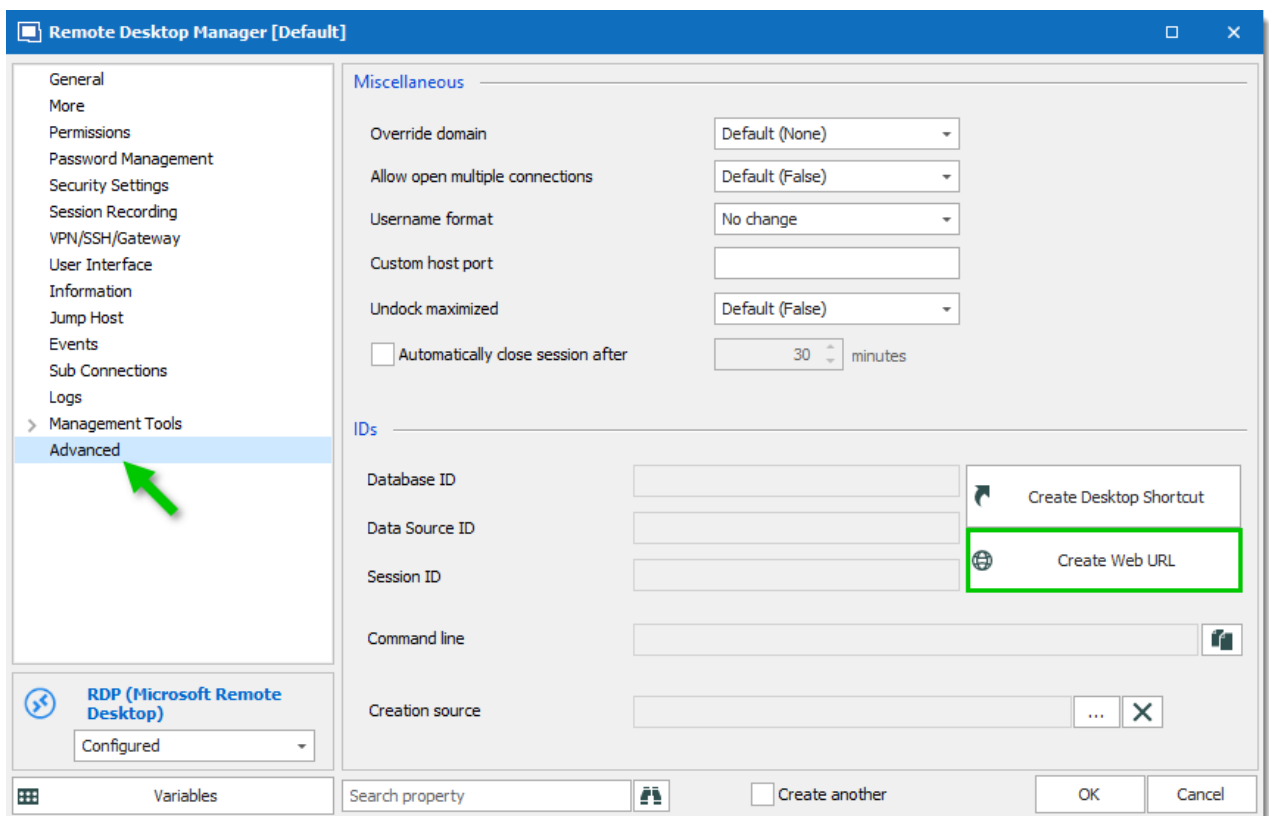 Remote Desktop Manager [Default]
General
More
Permissions
Password Management
Security Settings
Session Recording
VPN/SSH/Gateway
User Interface
Information
Jump Host
Events
Sub Connections
Logs
Management Tools
Advanced
RDP (Microsoft Remote
Desktop)
Configured
Variables
Miscellaneous
Override domain Default (None)
Allow open multiple connections Default (False)
Username format No change
Custom host port
Undock maximized Default (False)
Automatically close session after 30 minutes
IDs
Database ID
Create Desktop Shortcut
Data Source ID
Create Web URL
Session ID
Command line
Creation source ...
Search property Create another OK Cancel